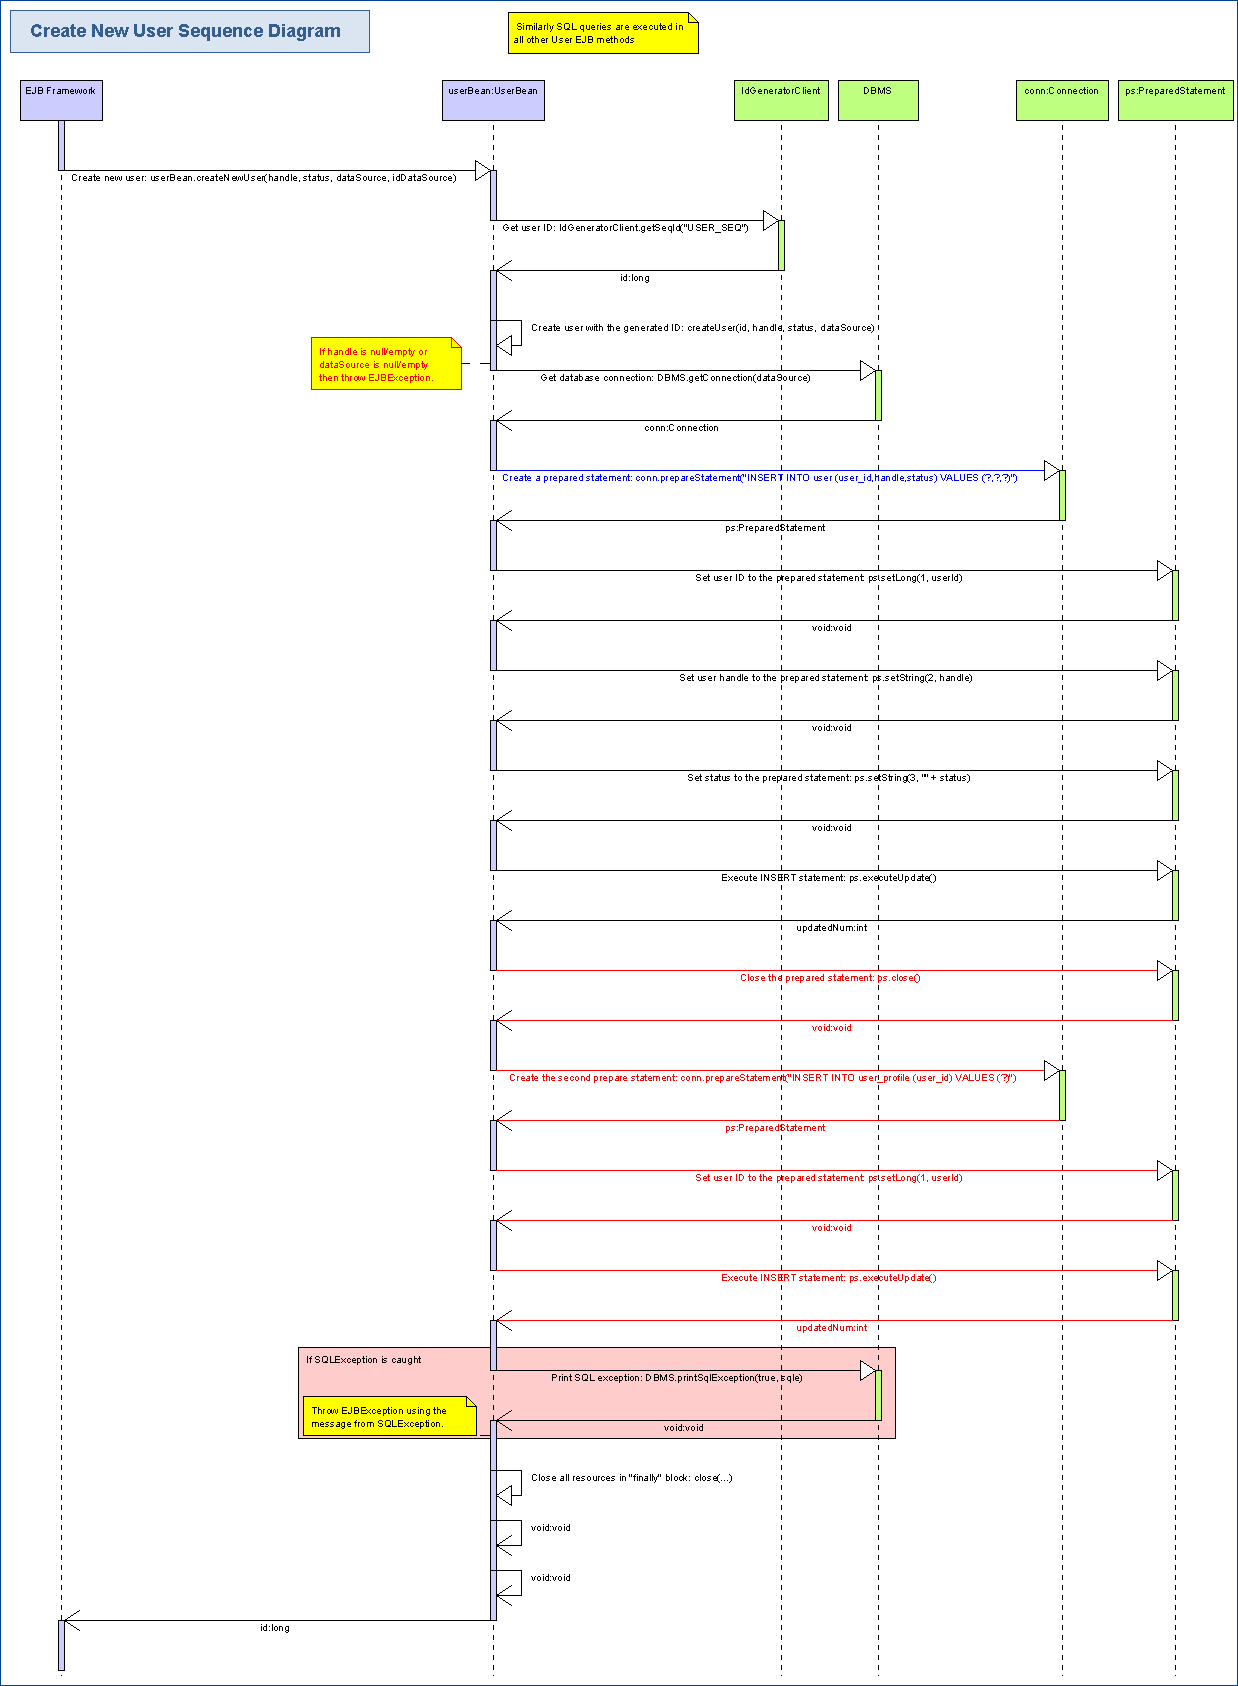 Create New User Sequence Diagram
Similarly SQL queries are executed in
all other User EJB methods
EJB Framework
userBean:UserBean
IdGeneratorClient
DBMS
conn:Connection
ps:PreparedStatement
Create new user: userBean.createNewUser(handle, status, dataSource, idDataSource)
Get user ID: IdGeneratorClient.getSeqId("USER_SEQ")
id:long
Create user with the generated ID: createUser(id, handle, status, dataSource)
If handle is null/empty or
dataSource is null/empty
then throw EJBException.
Get database connection: DBMS.getConnection(dataSource)
conn:Connection
Create a prepared statement: conn.prepareStatement("INSERT INTO user (user_id,handle,status) VALUES (?,?,?)")
ps:PreparedStatement
Set user ID to the prepared statement: ps.setLong(1, userId)
void:void
Set user handle to the prepared statement: ps.setString(2, handle)
void:void
Set status to the prepared statement: ps.setString(3, "" + status)
void:void
Execute INSERT statement: ps.executeUpdate()
updatedNum:int
Close the prepared statement: ps.close()
void:void
Create the second prepare statement: conn.prepareStatement("INSERT INTO user_profile (user_id) VALUES (?)")
ps:PreparedStatement
Set user ID to the prepared statement: ps.setLong(1, userId)
void:void
Execute INSERT statement: ps.executeUpdate()
updatedNum:int
If SQLException is caught
Print SQL exception: DBMS.printSqlException(true, sqle)
Throw EJBException using the
message from SQLException.
void:void
Close all resources in "finally" block: close(...)
void:void
void:void
id:long